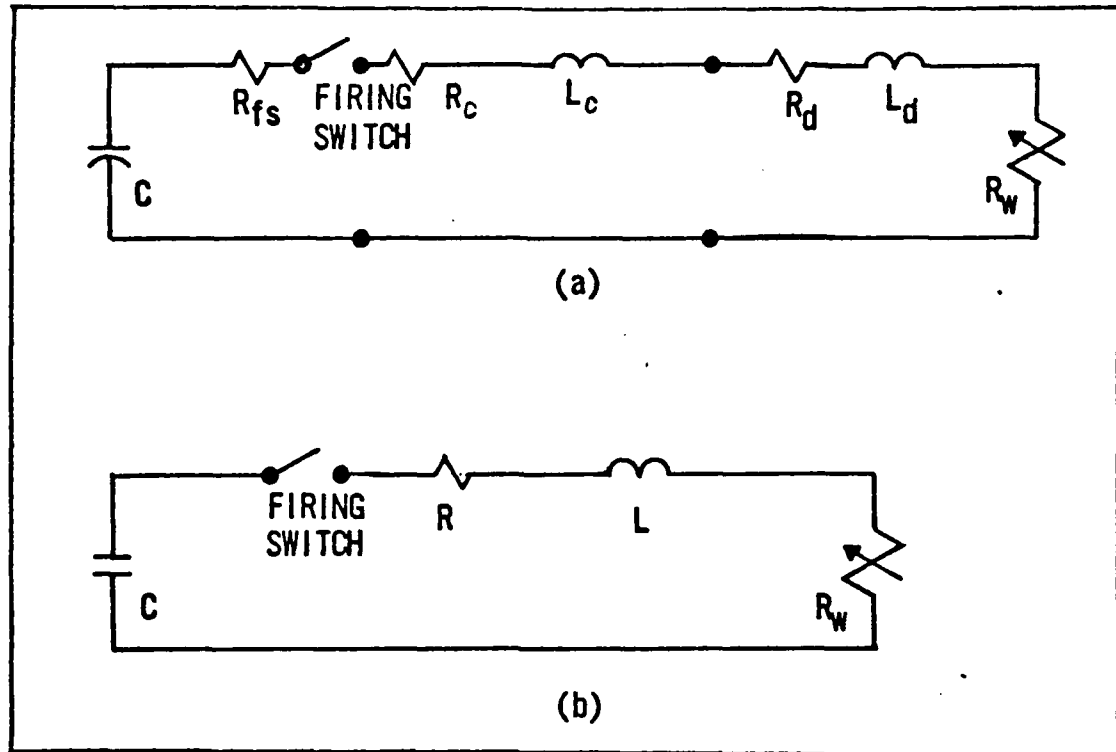 R_fs FIRING SWITCH R_c L_c R_d L_d
C
R_w
(a)
FIRING SWITCH R L
C
R_w
(b)